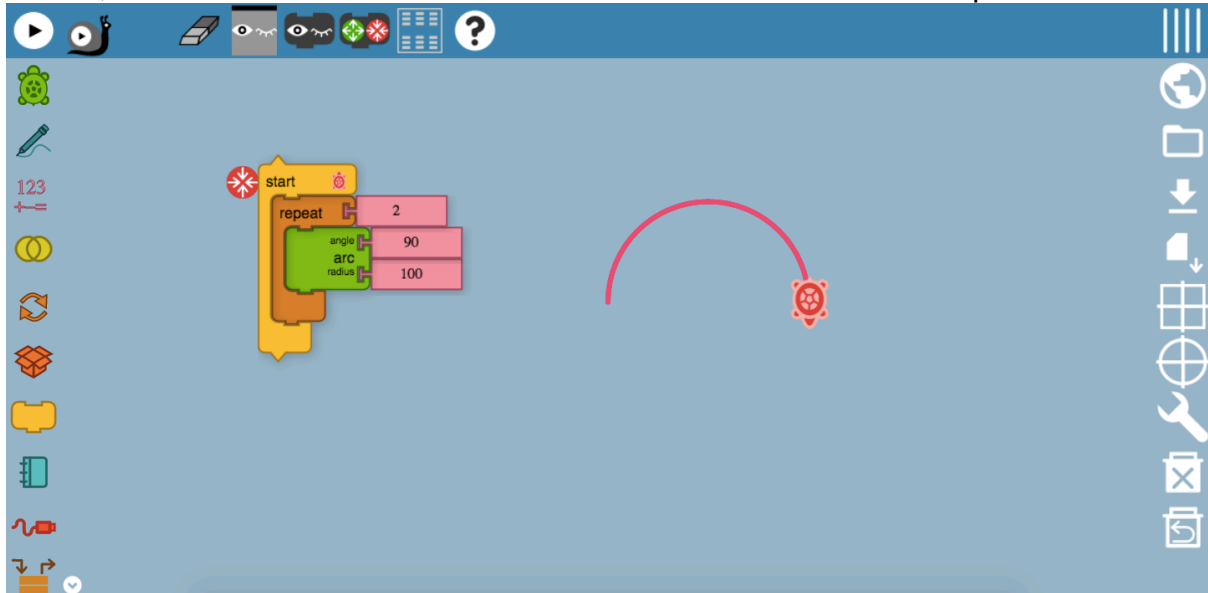 ?
123
+−=
start
repeat 2
angle 90
arc
radius 100